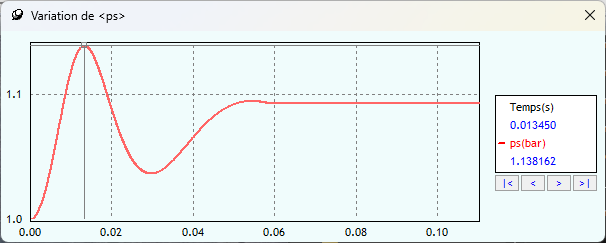 Variation de <ps>
1.1
1.0
0.00 0.02 0.04 0.06 0.08 0.10
Temps(s)
0.013450
ps(bar)
1.138162
|< < > >|